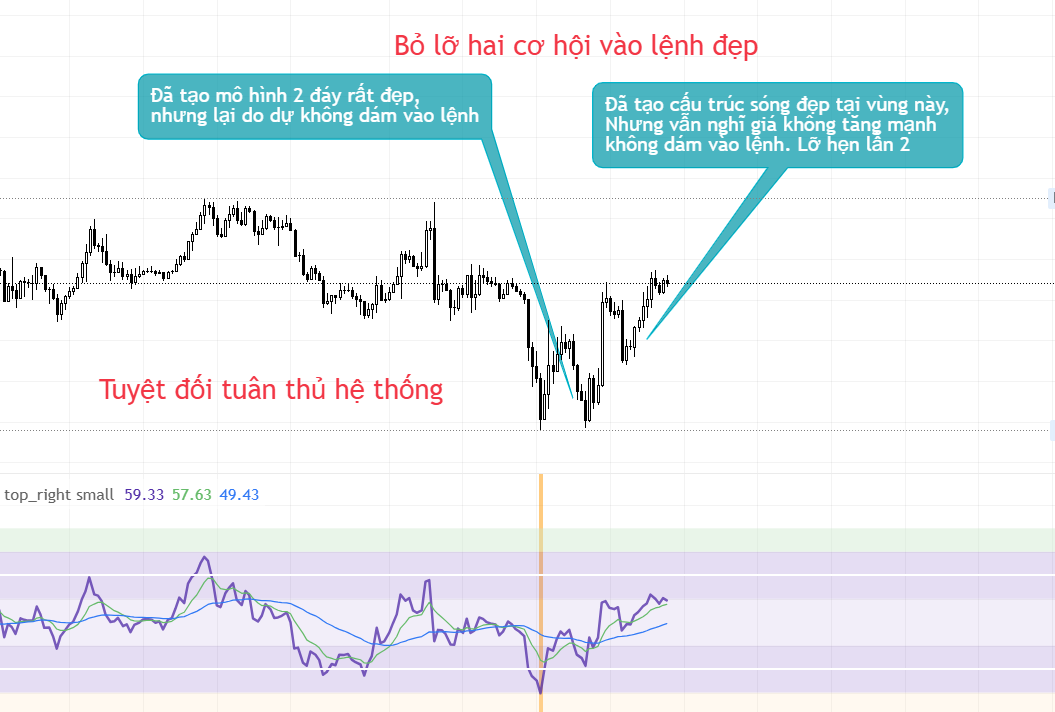 Bỏ lỡ hai cơ hội vào lệnh đẹp
Đã tạo mô hình 2 đáy rất đẹp,
nhưng lại do dự không dám vào lệnh
Đã tạo cấu trúc sóng đẹp tại vùng này,
Nhưng vẫn nghĩ giá không tăng mạnh
không dám vào lệnh. Lỡ hẹn lần 2
Tuyệt đối tuân thủ hệ thống
top_right small 59.33 57.63 49.43